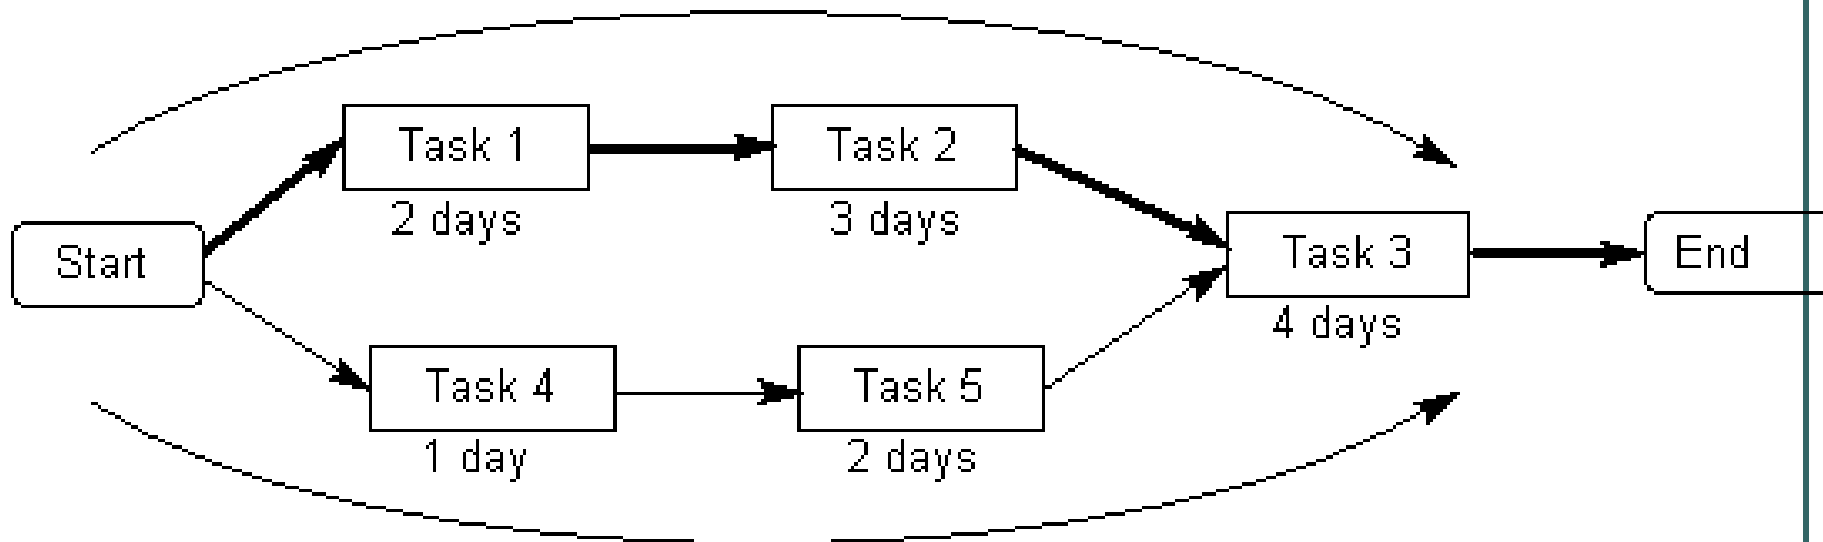 Task 1
2 days
Task 2
3 days
Start
Task 3
4 days
End
Task 4
1 day
Task 5
2 days